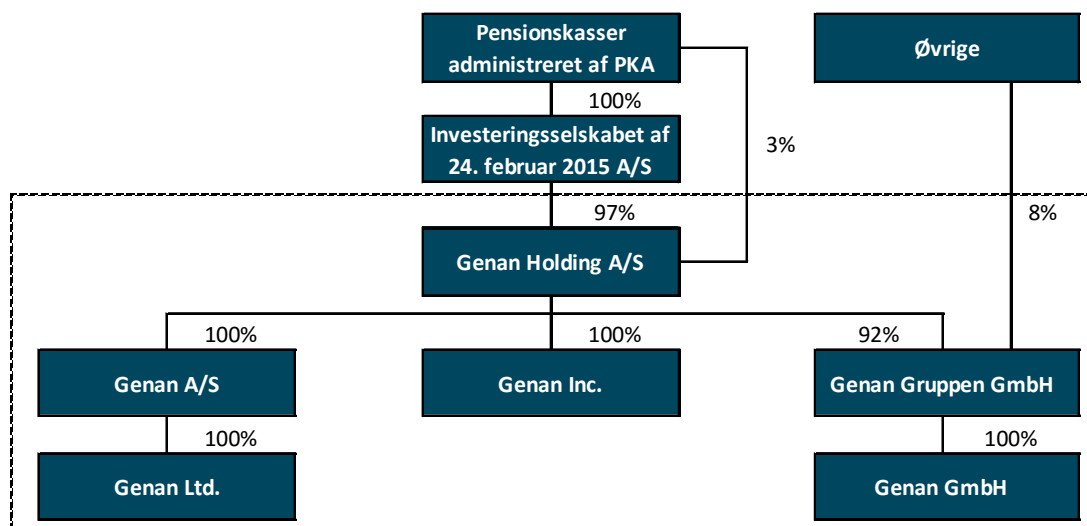 Pensionskasser
administreret af PKA
Øvrige
100%
Investeringsselskabet af
24. februar 2015 A/S
3%
97%
8%
Genan Holding A/S
100%
100%
92%
Genan A/S
Genan Inc.
Genan Gruppen GmbH
100%
100%
Genan Ltd.
Genan GmbH